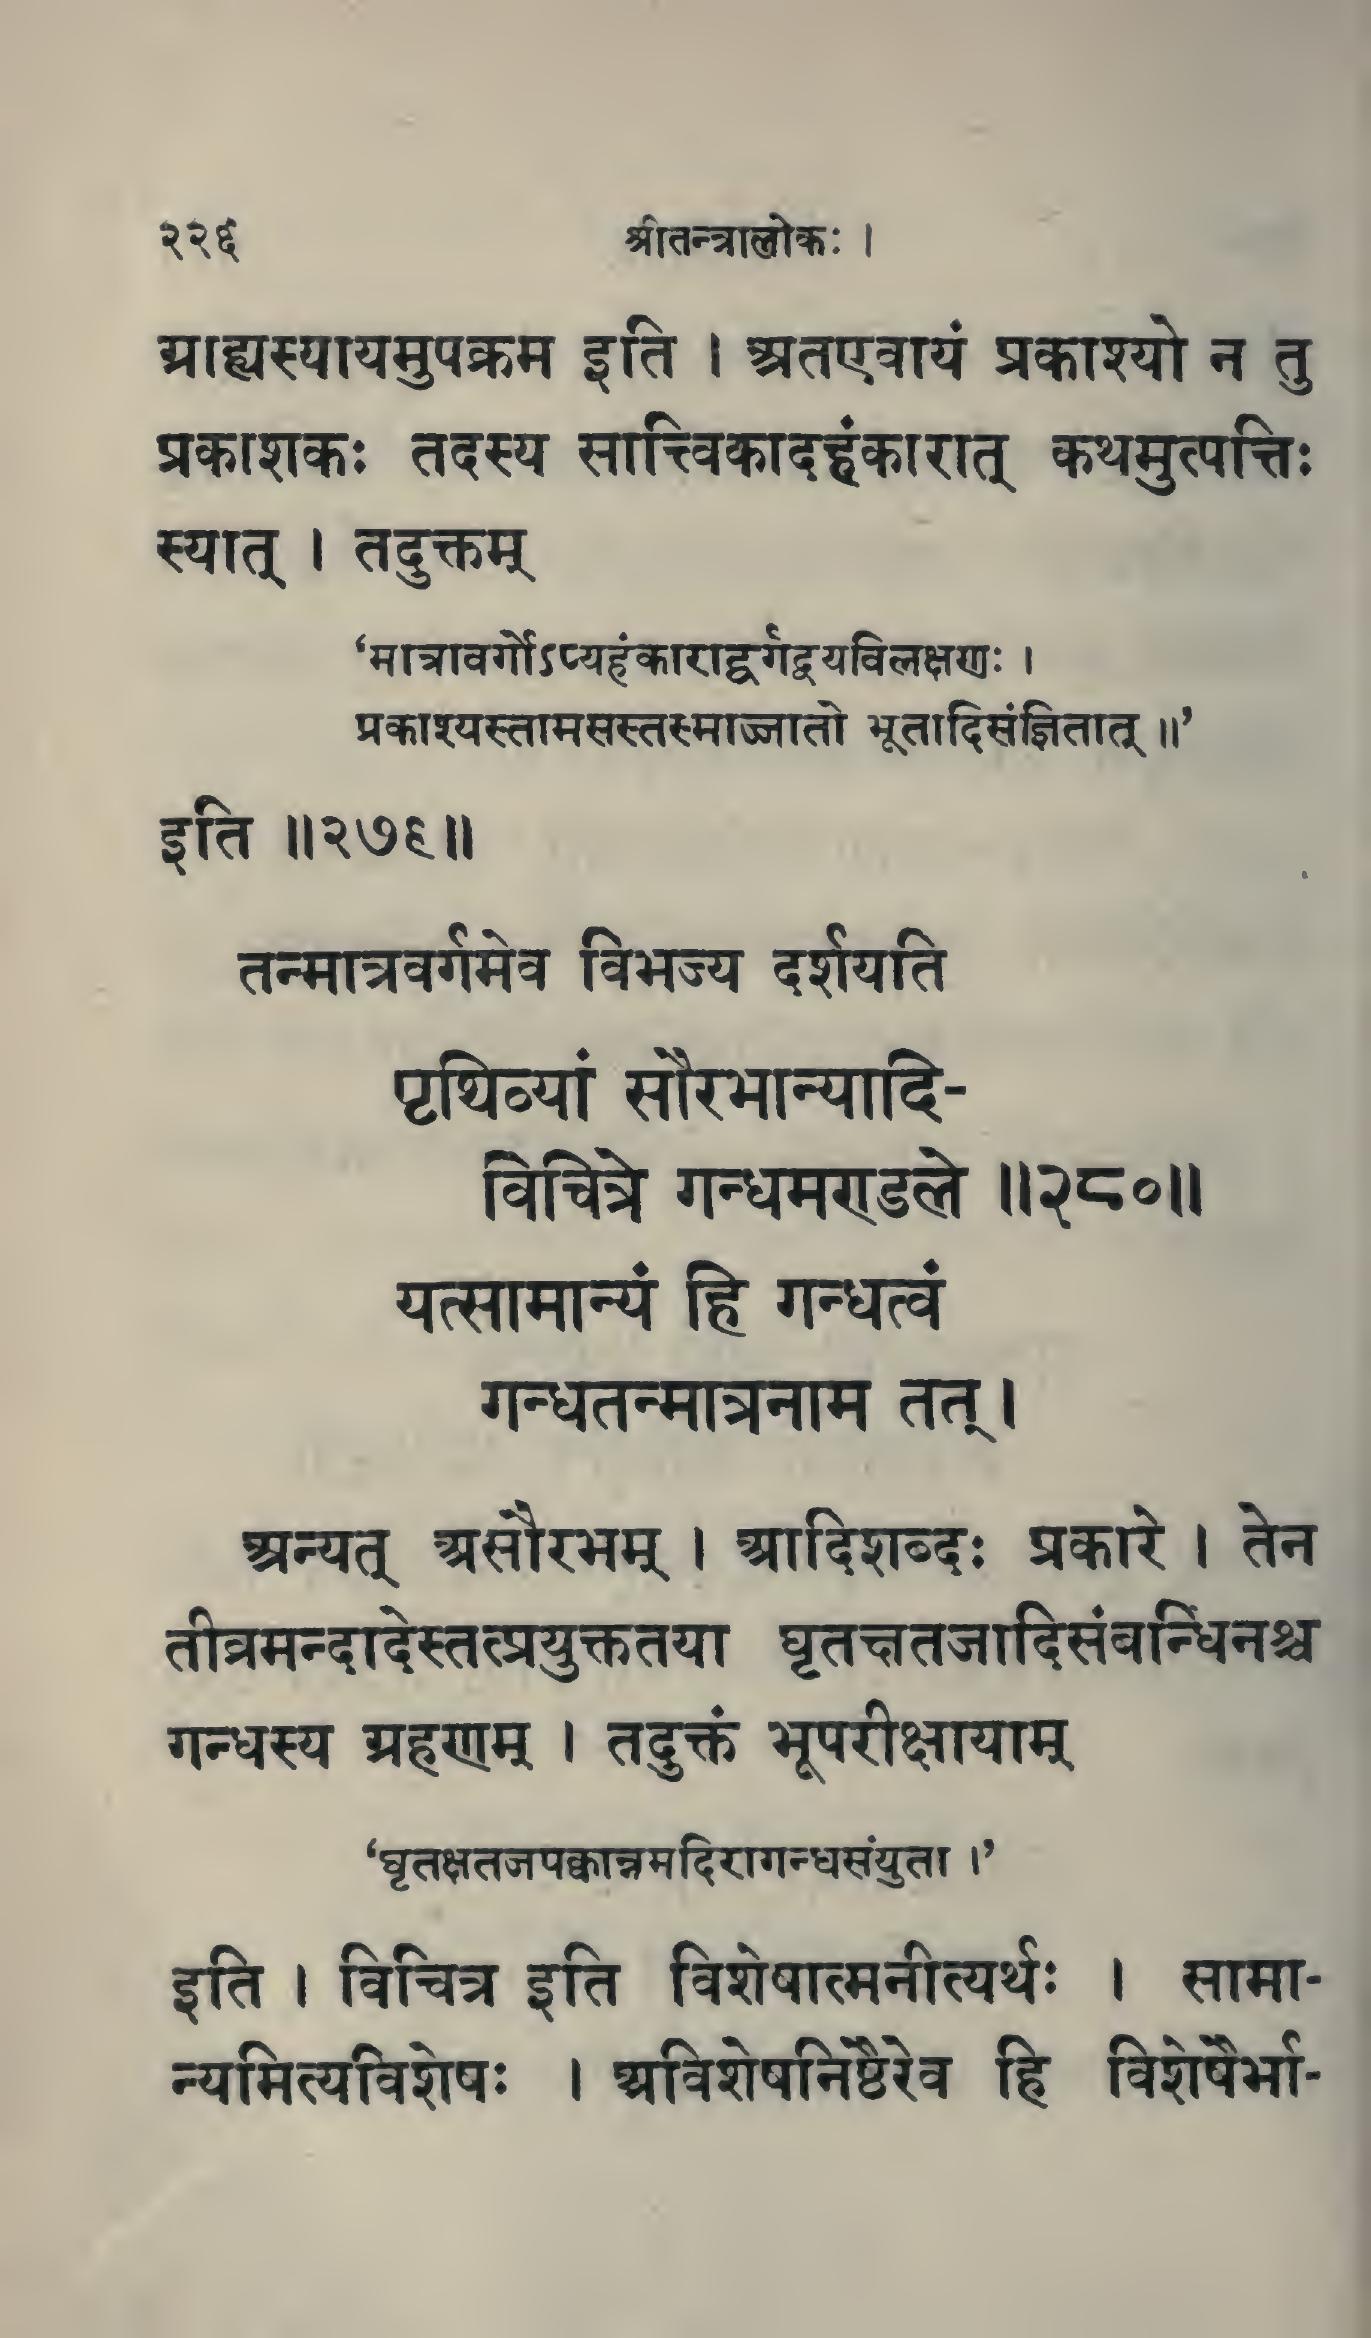 २२६ श्रीतन्त्रालोकः ।
ग्राह्यस्यायमुपक्रम इति । अतएवायं प्रकाश्यो न तु
प्रकाशकः तदस्य सात्त्विकादहंकारात् कथमुत्पत्तिः
स्यात् । तदुक्तम्
‘मात्रावर्गोऽप्यहंकाराद्वर्गद्वयविलक्षणः ।
प्रकाश्यस्तामसस्तस्माज्जातो भूतादिसंज्ञितात् ॥’
इति ॥२७९॥
तन्मात्रवर्गमेव विभज्य दर्शयति
पृथिव्यां सौरभान्यादि-
विचित्रे गन्धमण्डले ॥२८०॥
यत्सामान्यं हि गन्धत्वं
गन्धतन्मात्रनाम तत् ।
अन्यत् असौरभम् । आदिशब्दः प्रकारे । तेन
तीव्रमन्दादेस्तत्प्रयुक्ततया घृतक्षतजादिसंबन्धिनश्च
गन्धस्य ग्रहणम् । तदुक्तं भूपरीक्षायाम्
‘घृतक्षतजपक्वान्नमदिरागन्धसंयुता ।’
इति । विचित्र इति विशेषात्मनीत्यर्थः । सामा-
न्यमित्यविशेषः । अविशेषनिष्ठैरेव हि विशेषैर्भा-